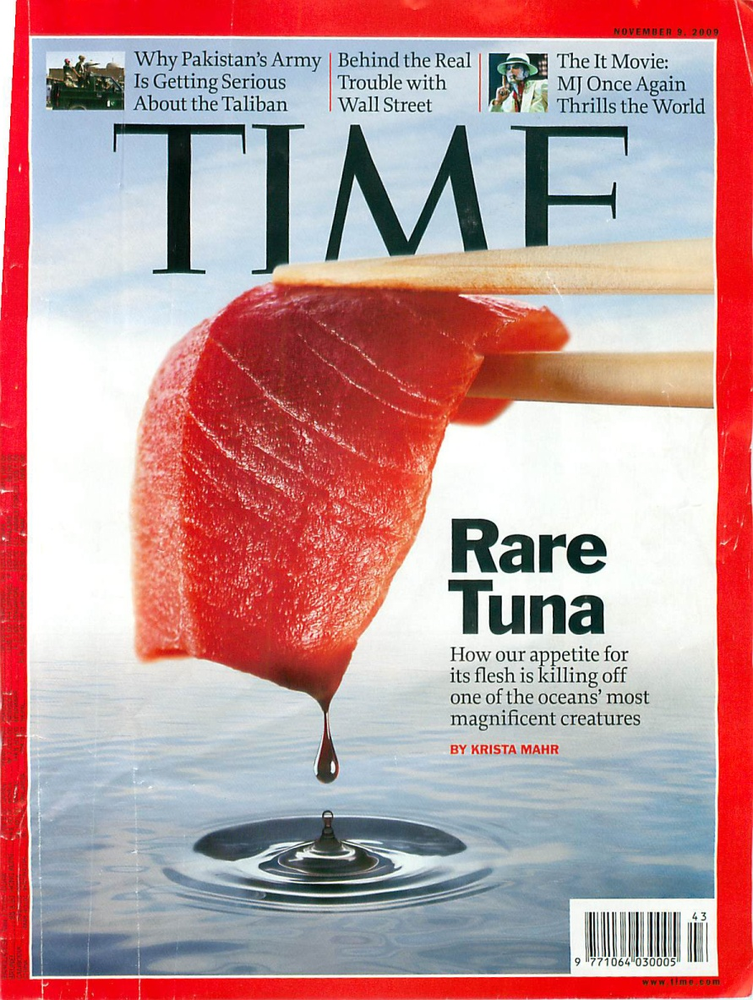 NOVEMBER 9, 2009
Why Pakistan's Army
Is Getting Serious
About the Taliban
Behind the Real
Trouble with
Wall Street
The It Movie:
MJ Once Again
Thrills the World
TIME
Rare
Tuna
How our appetite for
its flesh is killing off
one of the oceans' most
magnificent creatures
BY KRISTA MAHR
43
9 771064 030005
www.time.com